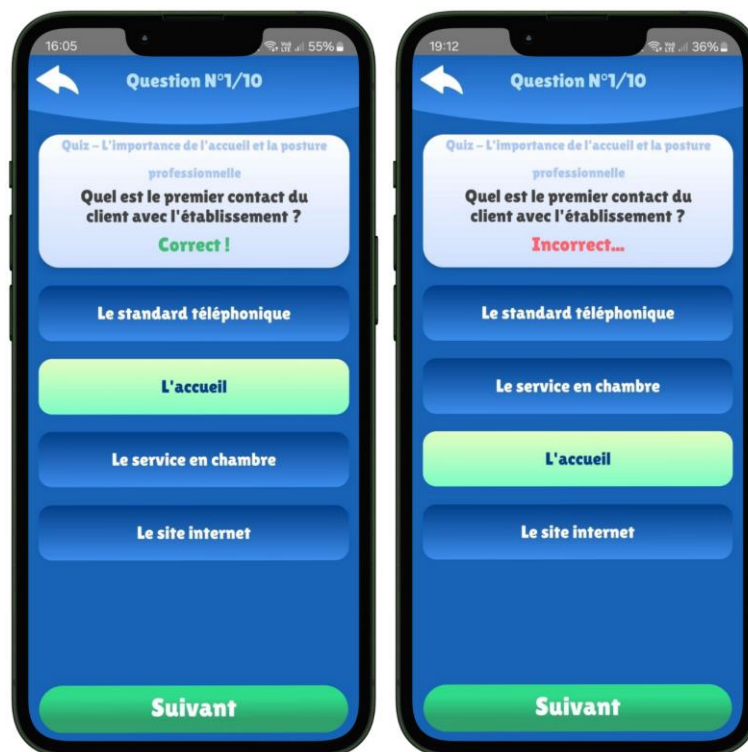 16:05
55%
Question N°1/10
Quiz – L'importance de l'accueil et la posture
professionnelle
Quel est le premier contact du
client avec l'établissement ?
Correct !
Le standard téléphonique
L'accueil
Le service en chambre
Le site internet
Suivant
19:12
36%
Question N°1/10
Quiz – L'importance de l'accueil et la posture
professionnelle
Quel est le premier contact du
client avec l'établissement ?
Incorrect...
Le standard téléphonique
Le service en chambre
L'accueil
Le site internet
Suivant